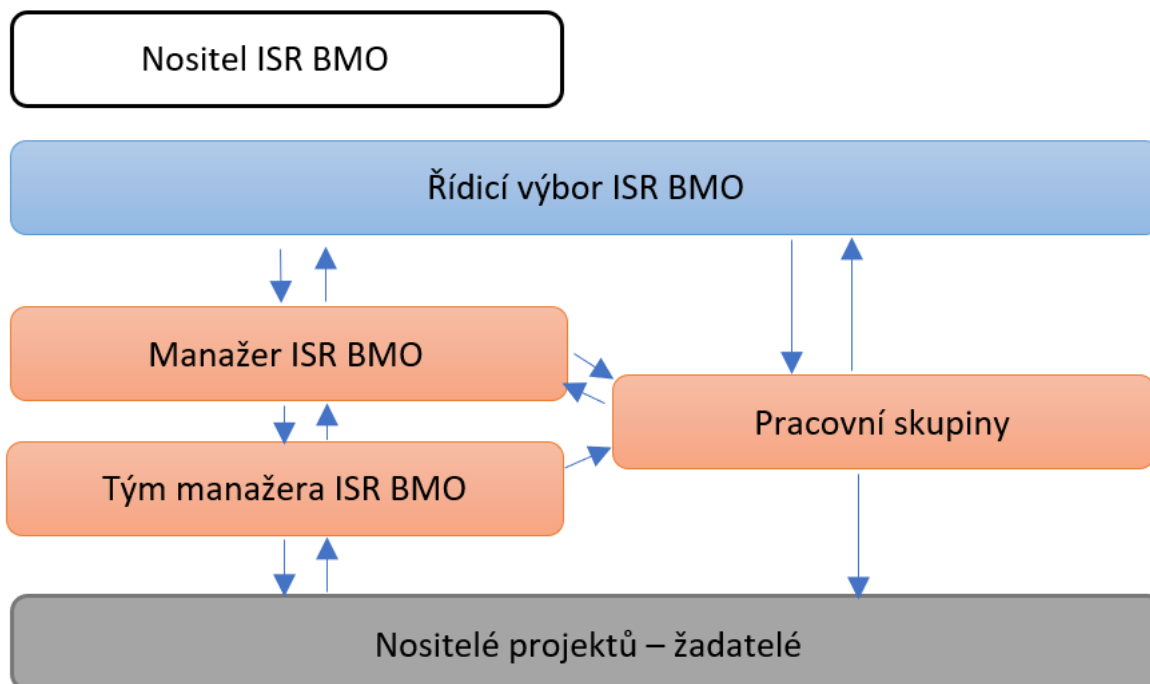 Nositel ISR BMO
Řídicí výbor ISR BMO
Manažer ISR BMO
Pracovní skupiny
Tým manažera ISR BMO
Nositelé projektů – žadatelé